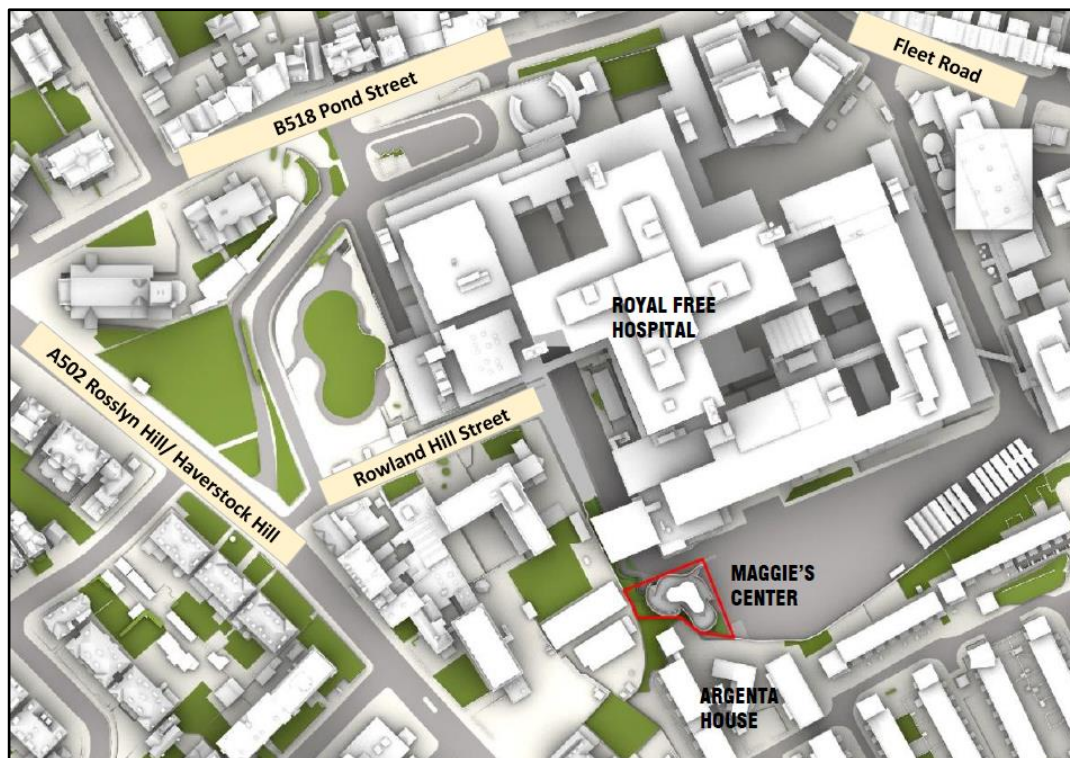 B518 Pond Street
Fleet Road
ROYAL FREE
HOSPITAL
A502 Rosslyn Hill/ Haverstock Hill
Rowland Hill Street
MAGGIE'S
CENTER
ARGENTA
HOUSE